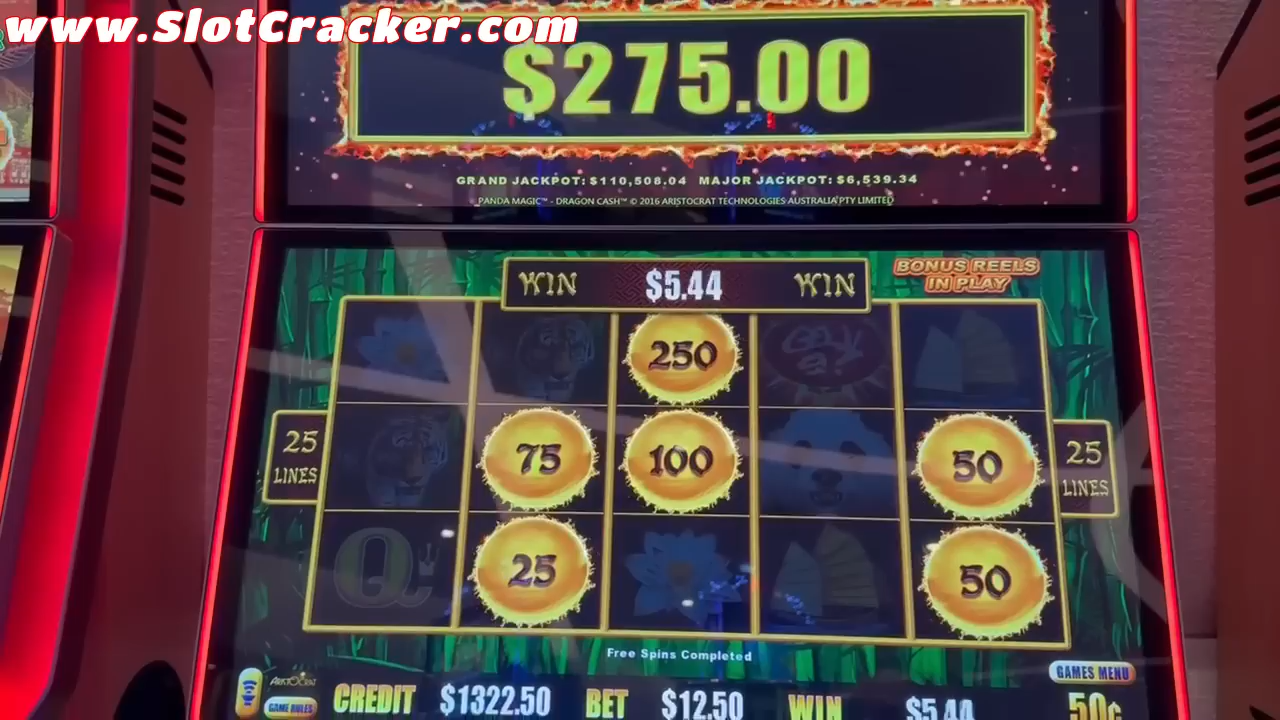 www.SlotCracker.com
$275.00
GRAND JACKPOT: $110,508.04 MAJOR JACKPOT: $6,539.34
PANDA MAGIC™ - DRAGON CASH™ © 2016 ARISTOCRAT TECHNOLOGIES AUSTRALIA PTY LIMITED
WIN $5.44 WIN
BONUS REELS
IN PLAY
250
25
LINES
75
100
50
25
LINES
Q
25
50
Free Spins Completed
GAMES MENU
ARISTOCRAT
GAME RULES
CREDIT $1322.50 BET $12.50 WIN $5.44
50¢